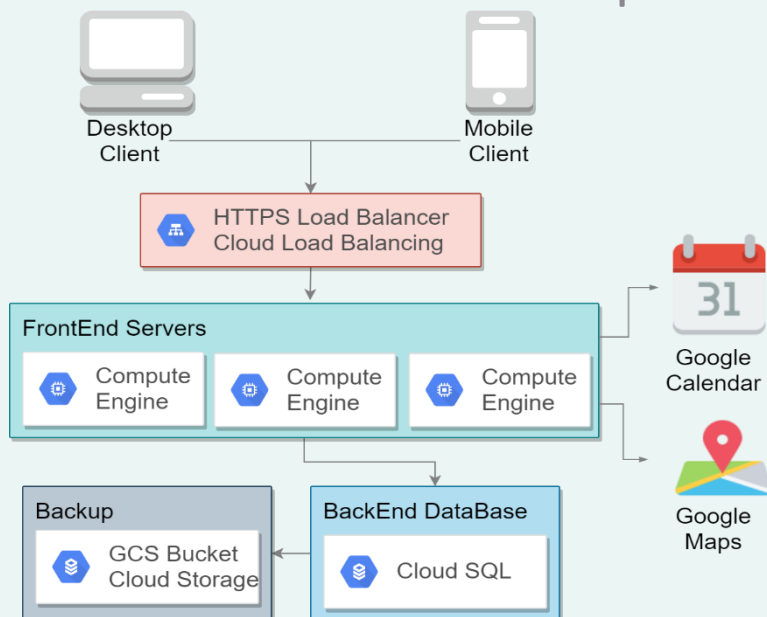 Desktop
Client
Mobile
Client
HTTPS Load Balancer
Cloud Load Balancing
FrontEnd Servers
Compute
Engine
Compute
Engine
Compute
Engine
31
Google
Calendar
Google
Maps
Backup
GCS Bucket
Cloud Storage
BackEnd DataBase
Cloud SQL